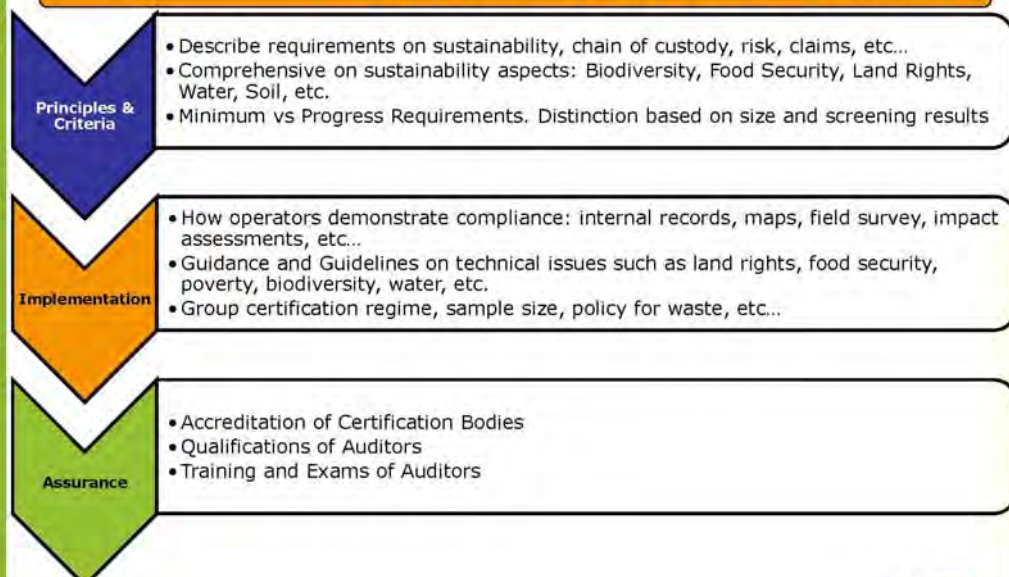 Principles &
Criteria
• Describe requirements on sustainability, chain of custody, risk, claims, etc...
• Comprehensive on sustainability aspects: Biodiversity, Food Security, Land Rights,
Water, Soil, etc.
• Minimum vs Progress Requirements. Distinction based on size and screening results
Implementation
• How operators demonstrate compliance: internal records, maps, field survey, impact
assessments, etc...
• Guidance and Guidelines on technical issues such as land rights, food security,
poverty, biodiversity, water, etc.
• Group certification regime, sample size, policy for waste, etc...
Assurance
• Accreditation of Certification Bodies
• Qualifications of Auditors
• Training and Exams of Auditors